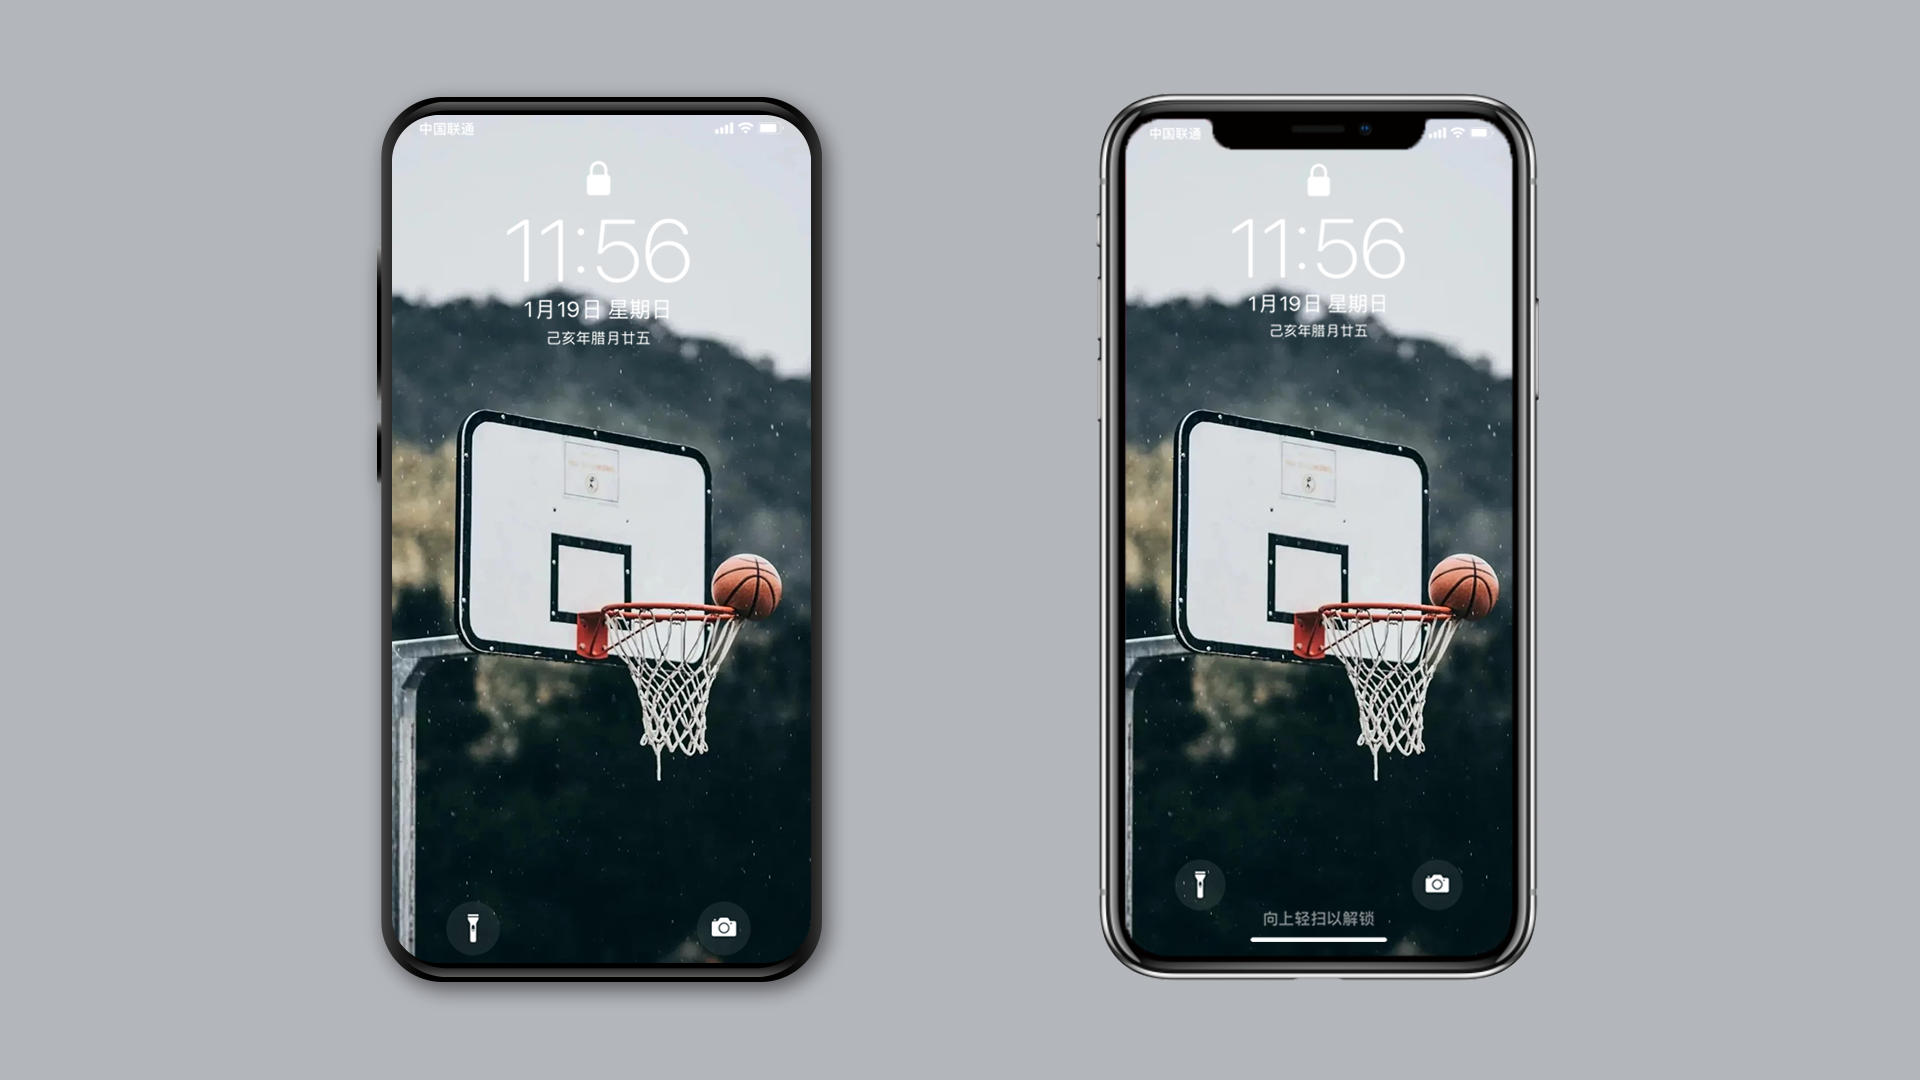 中国联通
11:56
1月19日 星期日
己亥年腊月廿五
中国联通
11:56
1月19日 星期日
己亥年腊月廿五
向上轻扫以解锁